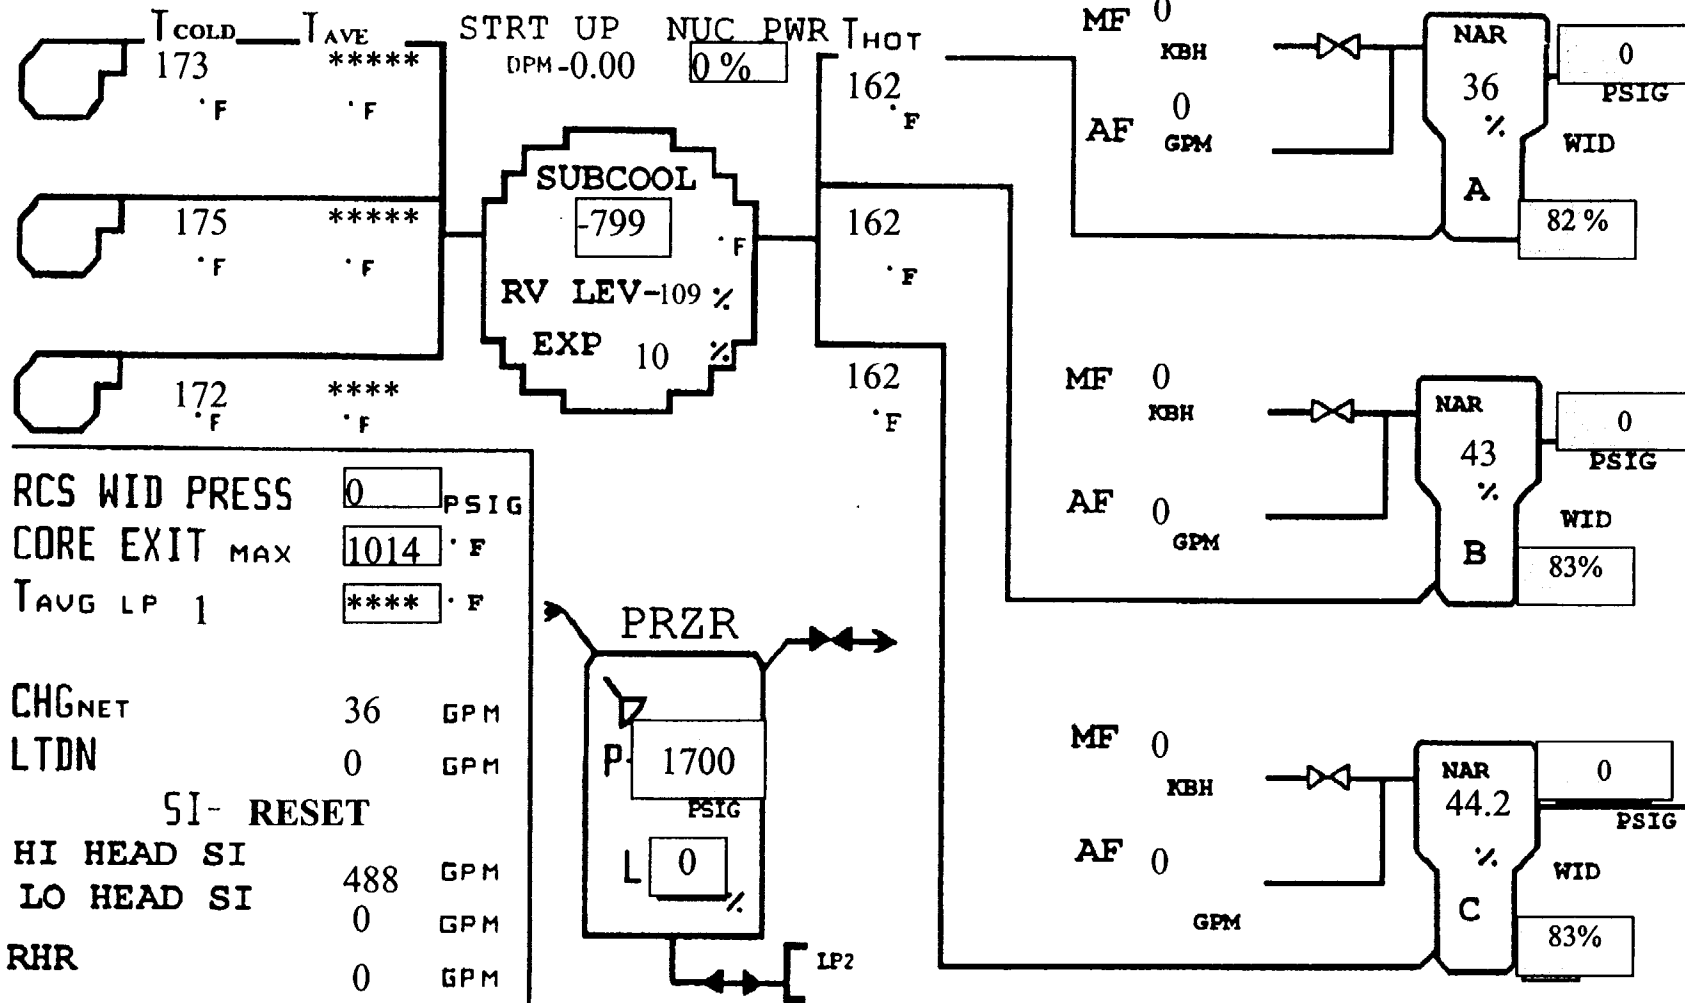 TCOLD TAVE STRT UP NUC PWR THOT
173 ***** DPM -0.00 0 % 162
°F °F °F
175 ***** 162
°F °F °F
172 **** 162
°F °F °F
SUBCOOL
-799 °F
RV LEV -109 %
EXP 10 %
MF 0
KBH
AF 0
GPM
NAR
36
%
A
0
PSIG
WID
82 %
MF 0
KBH
AF 0
GPM
NAR
43
%
B
0
PSIG
WID
83%
MF 0
KBH
AF 0
GPM
NAR
44.2
%
C
0
PSIG
WID
83%
RCS WID PRESS 0 PSIG
CORE EXIT MAX 1014 °F
TAVG LP 1 **** °F
CHGNET 36 GPM
LTDN 0 GPM
SI- RESET
HI HEAD SI 488 GPM
LO HEAD SI 0 GPM
RHR 0 GPM
PRZR
P 1700
PSIG
L 0
%
LP2